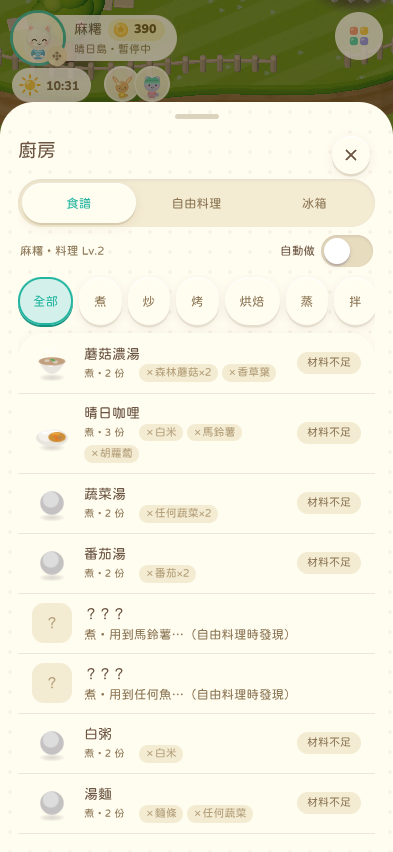 麻糬 390
晴日島・暫停中
10:31
廚房
×
食譜 自由料理 冰箱
麻糬・料理 Lv.2 自動做
全部 煮 炒 烤 烘焙 蒸 拌
蘑菇濃湯
煮・2 份 ×森林蘑菇×2 ×香草葉 材料不足
晴日咖哩
煮・3 份 ×白米 ×馬鈴薯 材料不足
×胡蘿蔔
蔬菜湯
煮・2 份 ×任何蔬菜×2 材料不足
番茄湯
煮・2 份 ×番茄×2 材料不足
?
？？？
煮・用到馬鈴薯…（自由料理時發現）
?
？？？
煮・用到任何魚…（自由料理時發現）
白粥
煮・2 份 ×白米 材料不足
湯麵
煮・2 份 ×麵條 ×任何蔬菜 材料不足